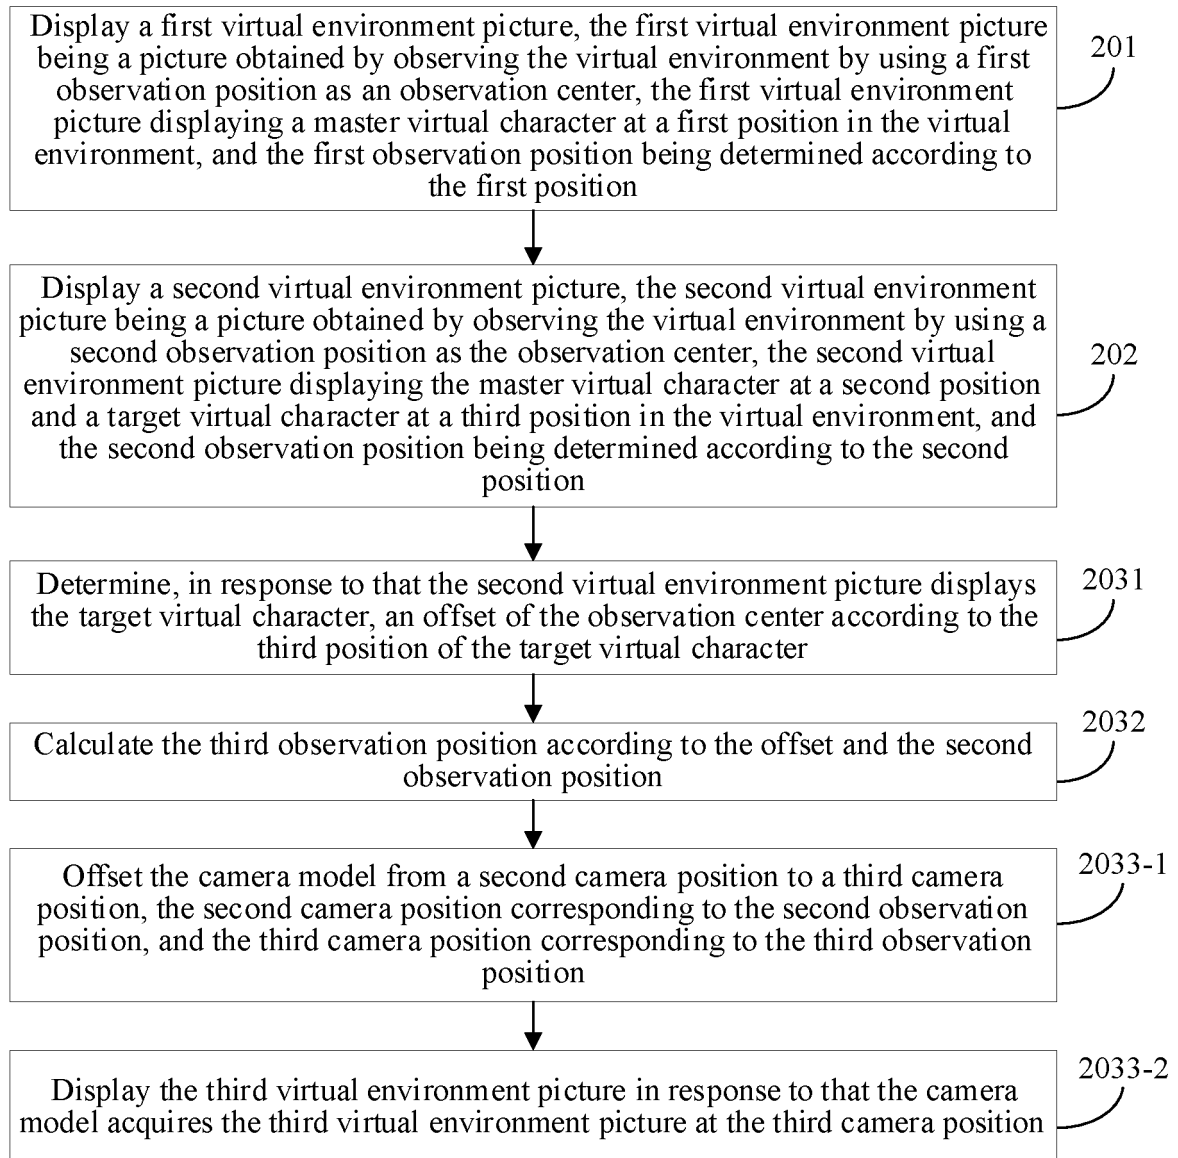 Display a first virtual environment picture, the first virtual environment picture
being a picture obtained by observing the virtual environment by using a first
observation position as an observation center, the first virtual environment
picture displaying a master virtual character at a first position in the virtual
environment, and the first observation position being determined according to
the first position
201
Display a second virtual environment picture, the second virtual environment
picture being a picture obtained by observing the virtual environment by using a
second observation position as the observation center, the second virtual
environment picture displaying the master virtual character at a second position
and a target virtual character at a third position in the virtual environment, and
the second observation position being determined according to the second
position
202
Determine, in response to that the second virtual environment picture displays
the target virtual character, an offset of the observation center according to the
third position of the target virtual character
2031
Calculate the third observation position according to the offset and the second
observation position
2032
Offset the camera model from a second camera position to a third camera
position, the second camera position corresponding to the second observation
position, and the third camera position corresponding to the third observation
position
2033-1
Display the third virtual environment picture in response to that the camera
model acquires the third virtual environment picture at the third camera position
2033-2